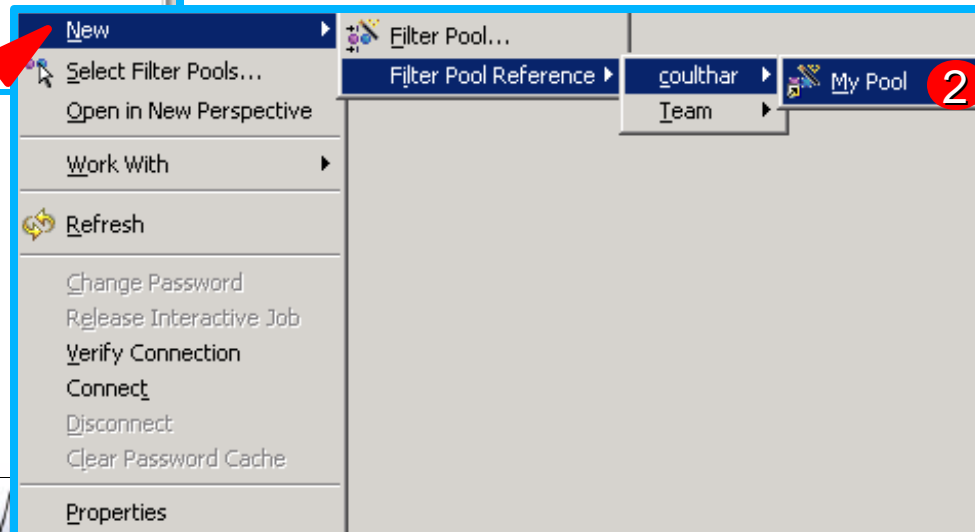 New
Filter Pool...
Select Filter Pools...
Filter Pool Reference
coulthar
My Pool
2
Open in New Perspective
Team
Work With
Refresh
Change Password
Release Interactive Job
Verify Connection
Connect
Disconnect
Clear Password Cache
Properties